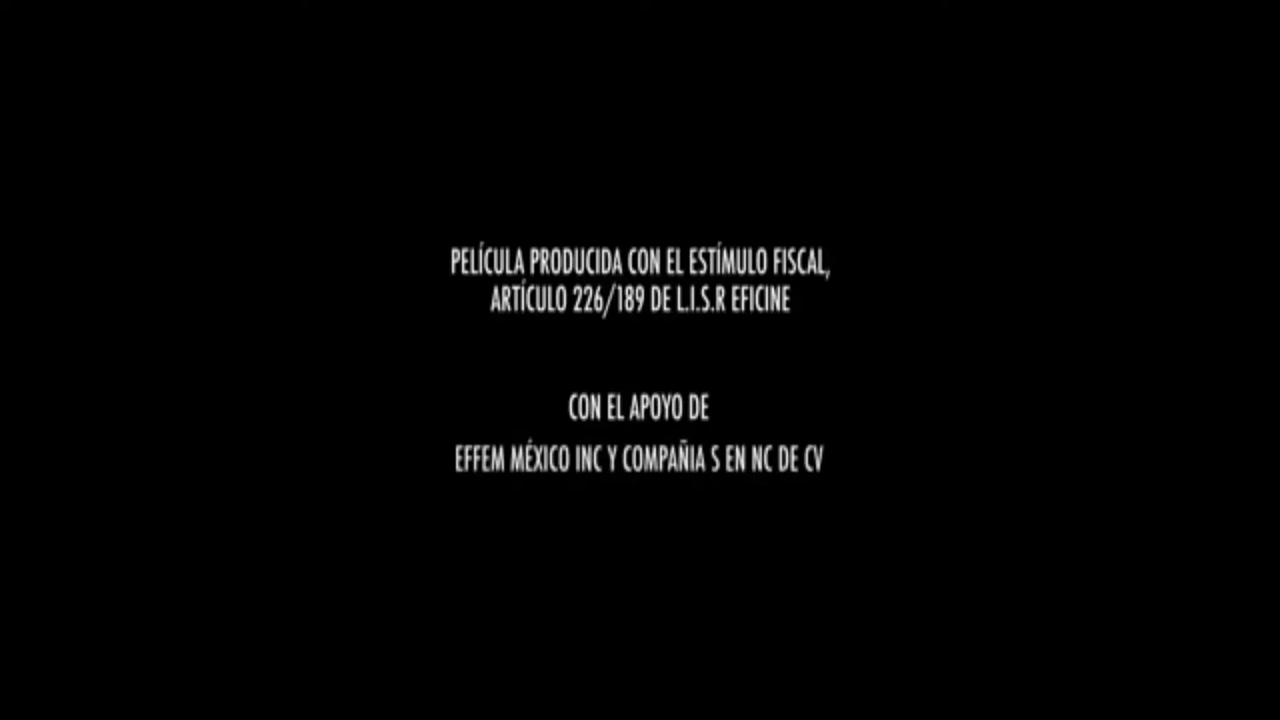 PELÍCULA PRODUCIDA CON EL ESTÍMULO FISCAL,
ARTÍCULO 226/189 DE L.I.S.R EFICINE
CON EL APOYO DE
EFFEM MÉXICO INC Y COMPAÑIA S EN NC DE CV